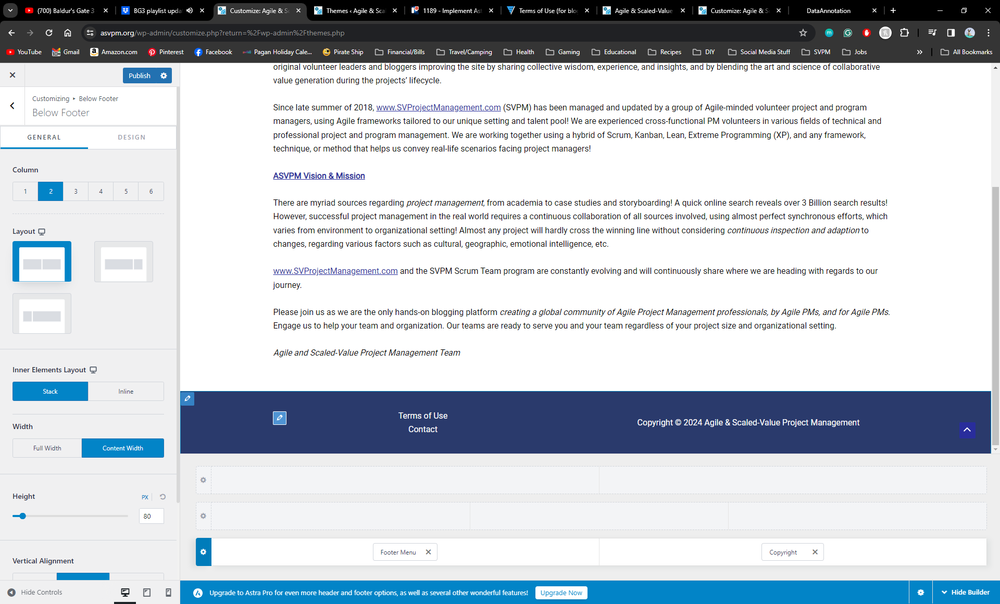 (700) Baldur's Gate 3
BG3 playlist upda
Customize: Agile & S
Themes ‹ Agile & Sca
1189 - Implement Ast
Terms of Use (for blo
Agile & Scaled-Value
Customize: Agile & S
DataAnnotation
asvpm.org/wp-admin/customize.php?return=%2Fwp-admin%2Fthemes.php
YouTube
Gmail
Amazon.com
Pinterest
Facebook
Pagan Holiday Cale...
Pirate Ship
Financial/Bills
Travel/Camping
Health
Gaming
Educational
Recipes
DIY
Social Media Stuff
SVPM
Jobs
All Bookmarks
Publish
Customizing ▸ Below Footer
Below Footer
GENERAL
DESIGN
Column
1 2 3 4 5 6
Layout
Inner Elements Layout
Stack
Inline
Width
Full Width
Content Width
Height
PX
80
Vertical Alignment
Hide Controls
original volunteer leaders and bloggers improving the site by sharing collective wisdom, experience, and insights, and by blending the art and science of collaborative
value generation during the projects’ lifecycle.
Since late summer of 2018, www.SVProjectManagement.com (SVPM) has been managed and updated by a group of Agile-minded volunteer project and program
managers, using Agile frameworks tailored to our unique setting and talent pool! We are experienced cross-functional PM volunteers in various fields of technical and
professional project and program management. We are working together using a hybrid of Scrum, Kanban, Lean, Extreme Programming (XP), and any framework,
technique, or method that helps us convey real-life scenarios facing project managers!
ASVPM Vision & Mission
There are myriad sources regarding project management, from academia to case studies and storyboarding! A quick online search reveals over 3 Billion search results!
However, successful project management in the real world requires a continuous collaboration of all sources involved, using almost perfect synchronous efforts, which
varies from environment to organizational setting! Almost any project will hardly cross the winning line without considering continuous inspection and adaption to
changes, regarding various factors such as cultural, geographic, emotional intelligence, etc.
www.SVProjectManagement.com and the SVPM Scrum Team program are constantly evolving and will continuously share where we are heading with regards to our
journey.
Please join us as we are the only hands-on blogging platform creating a global community of Agile Project Management professionals, by Agile PMs, and for Agile PMs.
Engage us to help your team and organization. Our teams are ready to serve you and your team regardless of your project size and organizational setting.
Agile and Scaled-Value Project Management Team
Terms of Use
Contact
Copyright © 2024 Agile & Scaled-Value Project Management
Footer Menu
Copyright
Upgrade to Astra Pro for even more header and footer options, as well as several other wonderful features!
Upgrade Now
Hide Builder